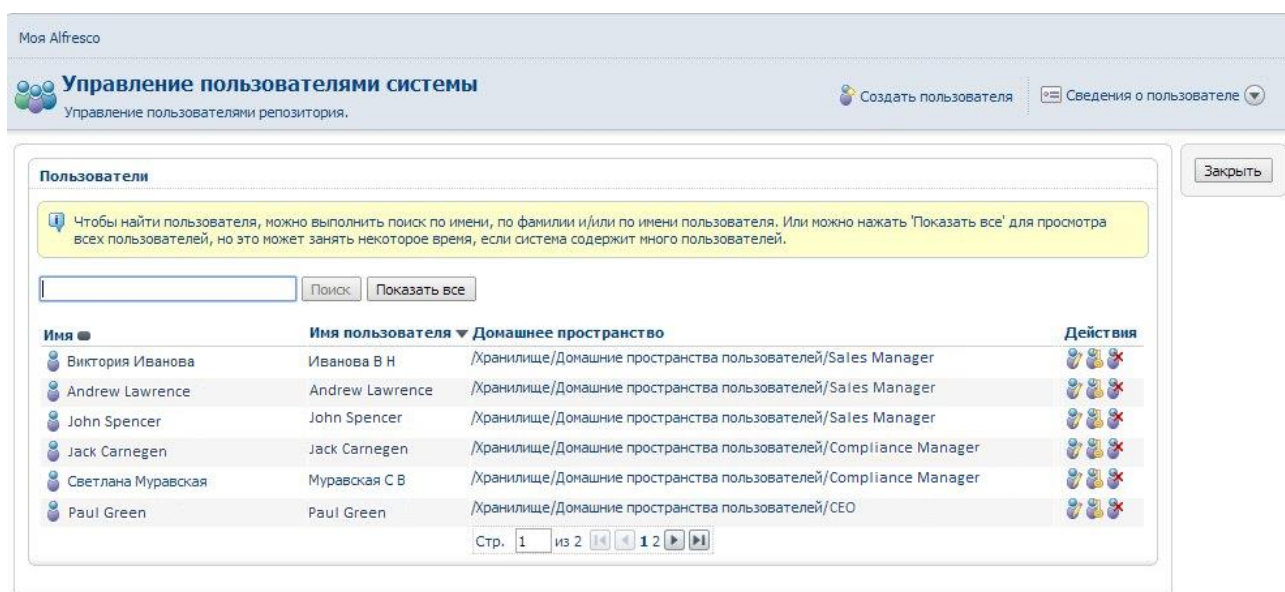 Моя Alfresco
Управление пользователями системы
Управление пользователями репозитория.
Создать пользователя
Сведения о пользователе
Закрыть
Пользователи
Чтобы найти пользователя, можно выполнить поиск по имени, по фамилии и/или по имени пользователя. Или можно нажать 'Показать все' для просмотра
всех пользователей, но это может занять некоторое время, если система содержит много пользователей.
Поиск Показать все
Имя Имя пользователя Домашнее пространство Действия
Виктория Иванова Иванова В Н /Хранилище/Домашние пространства пользователей/Sales Manager
Andrew Lawrence Andrew Lawrence /Хранилище/Домашние пространства пользователей/Sales Manager
John Spencer John Spencer /Хранилище/Домашние пространства пользователей/Sales Manager
Jack Carnegen Jack Carnegen /Хранилище/Домашние пространства пользователей/Compliance Manager
Светлана Муравская Муравская С В /Хранилище/Домашние пространства пользователей/Compliance Manager
Paul Green Paul Green /Хранилище/Домашние пространства пользователей/CEO
Стр. 1 из 2 1 2